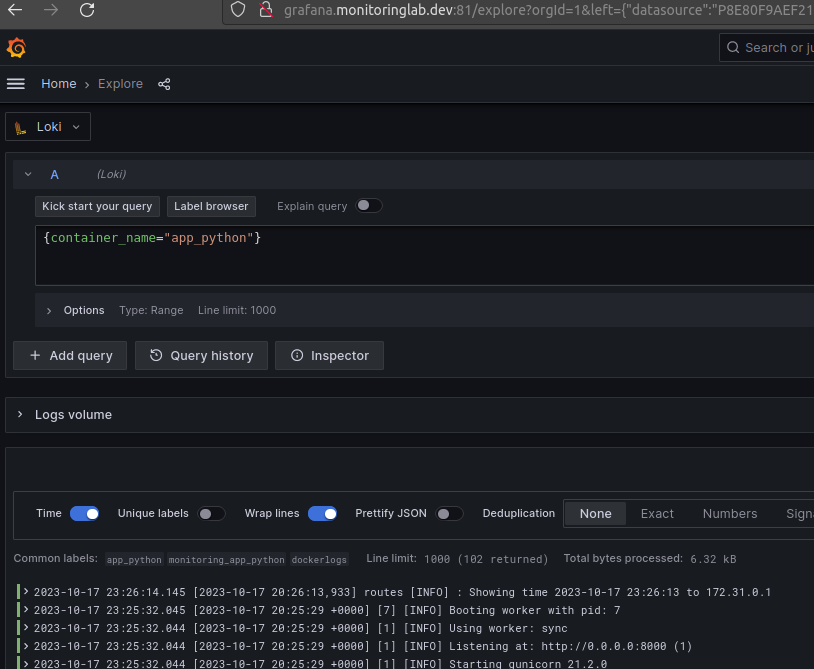 grafana.monitoringlab.dev:81/explore?orgId=1&left={"datasource":"P8E80F9AEF21
Search or ju
Home › Explore
Loki
A (Loki)
Kick start your query Label browser Explain query
{container_name="app_python"}
Options Type: Range Line limit: 1000
+ Add query Query history Inspector
Logs volume
Time Unique labels Wrap lines Prettify JSON Deduplication None Exact Numbers Signa
Common labels: app_python monitoring_app_python dockerlogs Line limit: 1000 (102 returned) Total bytes processed: 6.32 kB
> 2023-10-17 23:26:14.145 [2023-10-17 20:26:13,933] routes [INFO] : Showing time 2023-10-17 23:26:13 to 172.31.0.1
> 2023-10-17 23:25:32.045 [2023-10-17 20:25:29 +0000] [7] [INFO] Booting worker with pid: 7
> 2023-10-17 23:25:32.044 [2023-10-17 20:25:29 +0000] [1] [INFO] Using worker: sync
> 2023-10-17 23:25:32.044 [2023-10-17 20:25:29 +0000] [1] [INFO] Listening at: http://0.0.0.0:8000 (1)
> 2023-10-17 23:25:32.044 [2023-10-17 20:25:29 +0000] [1] [INFO] Starting gunicorn 21.2.0